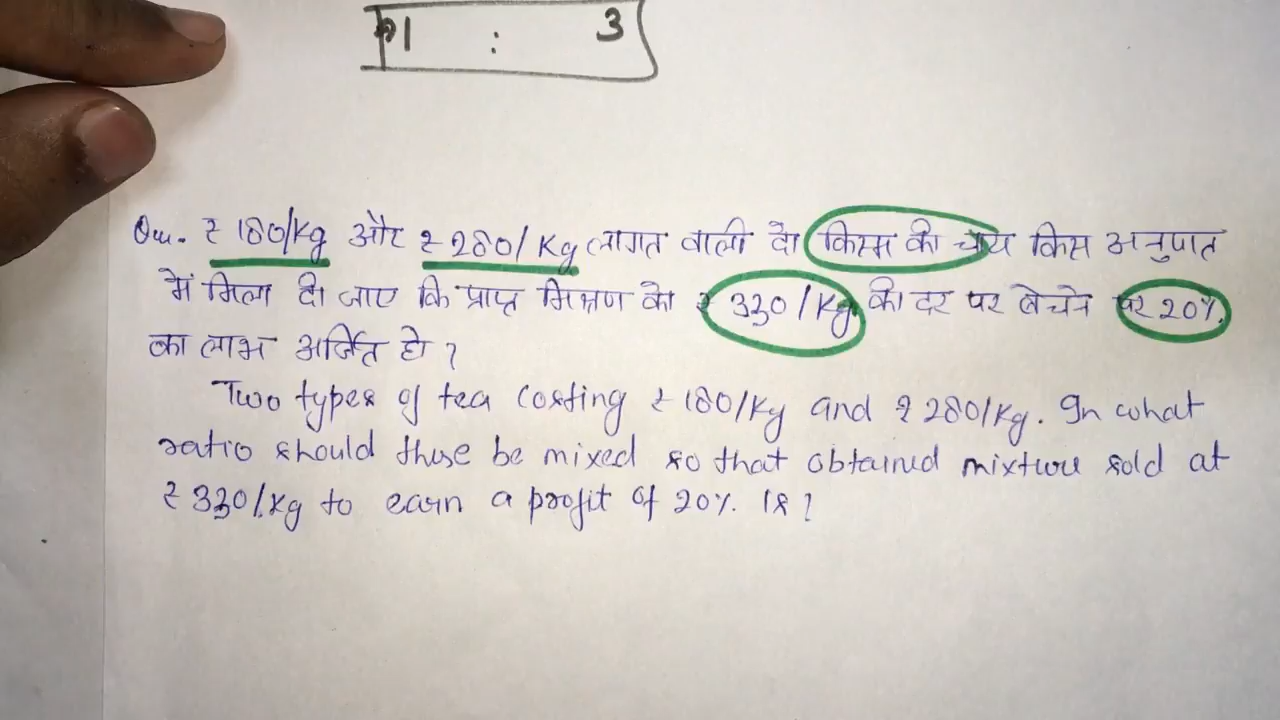 1 : 3
Qu. ₹ 180/Kg और ₹ 280/Kg लागत वाली दो किस्म की चाय किस अनुपात
में मिला दी जाए कि प्राप्त मिश्रण को ₹ 330/Kg की दर पर बेचने पर 20%
का लाभ अर्जित हो ?
Two types of tea costing ₹ 180/Kg and ₹ 280/Kg. In what
ratio should these be mixed so that obtained mixture sold at
₹ 330/Kg to earn a profit of 20%. is ?